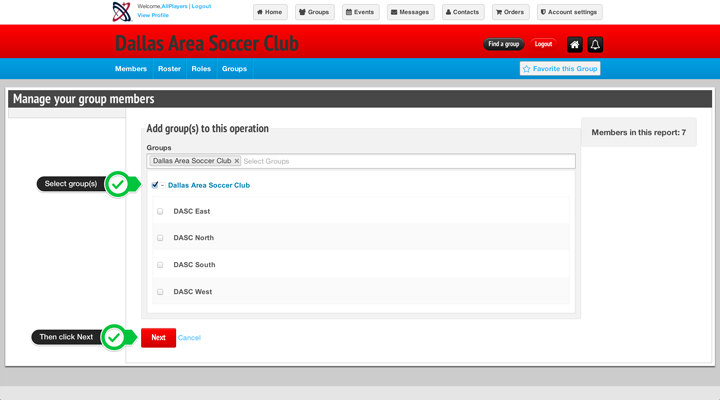 Welcome,AllPlayers | Logout
View Profile
Home
Groups
Events
Messages
Contacts
Orders
Account settings
Dallas Area Soccer Club
Find a group
Logout
Members
Roster
Roles
Groups
Favorite this Group
Manage your group members
Add group(s) to this operation
Members in this report: 7
Groups
Dallas Area Soccer Club × Select Groups
Select group(s)
- Dallas Area Soccer Club
DASC East
DASC North
DASC South
DASC West
Then click Next
Next
Cancel